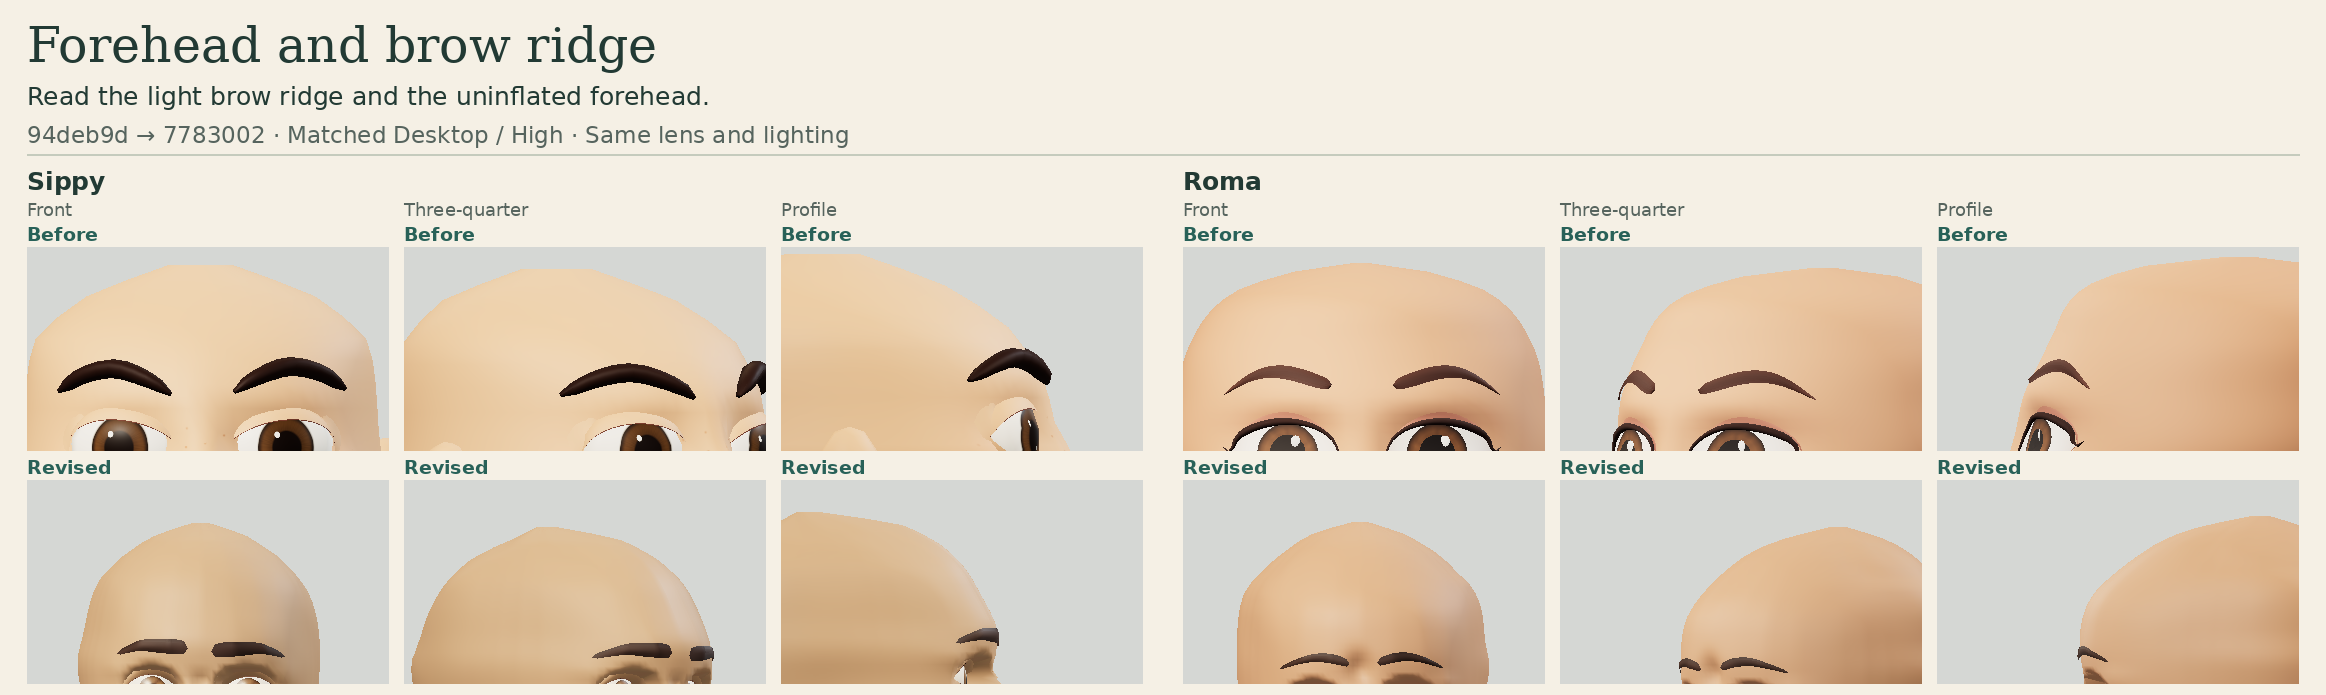 Forehead and brow ridge
Read the light brow ridge and the uninflated forehead.
94deb9d → 7783002 · Matched Desktop / High · Same lens and lighting
Sippy
Roma
Front
Three-quarter
Profile
Front
Three-quarter
Profile
Before
Before
Before
Before
Before
Before
Revised
Revised
Revised
Revised
Revised
Revised